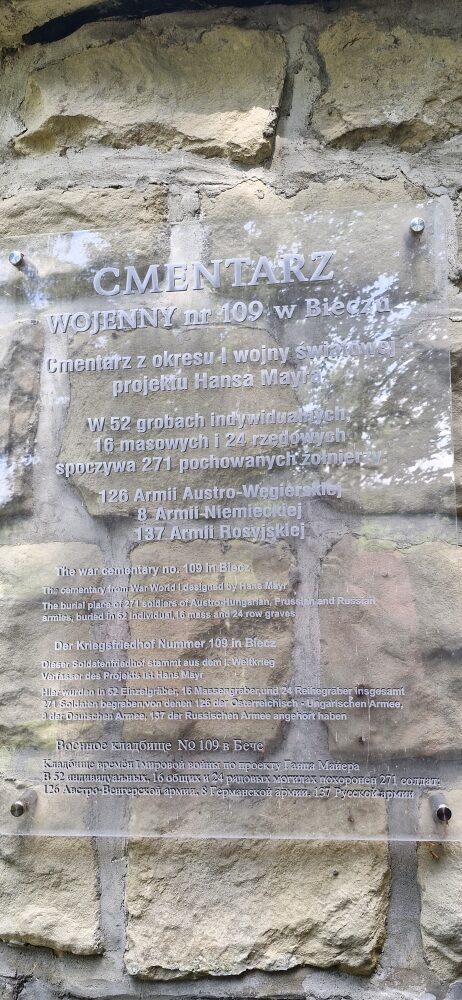 CMENTARZ
WOJENNY nr 109 w Bieczu
Cmentarz z okresu I wojny światowej
projektu Hansa Mayra
W 52 grobach indywidualnych,
16 masowych i 24 rzędowych
spoczywa 271 pochowanych żołnierzy:
126 Armii Austro-Węgierskiej
8 Armii Niemieckiej
137 Armii Rosyjskiej
The war cementary no. 109 in Biecz
The cementary from War World I designed by Hans Mayr
The burial place of 271 soldiers of AustroHungarian, Prussian and Russian
armies, buried in 52 individual, 16 mass and 24 row graves
Der Kriegstriedhof Nummer 109 in Biecz
Dieser Soldatenfriedhof stammt aus dem I. Weltkrieg
Verfasser des Projekts ist Hans Mayr
Hier wurden in 52 Einzelgräber, 16 Massengräber und 24 Reihegräber insgesamt
271 Soldaten begraben, von denen 126 der Österreichisch - Ungarischen Armee,
8 der Deutschen Armee, 137 der Russischen Armee angehört haben
Военное кладбище No 109 в Бече
Кладбище времён I мировой войны по проекту Ганса Майера
В 52 индивидуальных, 16 общих и 24 рядовых могилах похоронен 271 солдат:
126 Австро-Венгерской армии, 8 Германской армии, 137 Русской армии